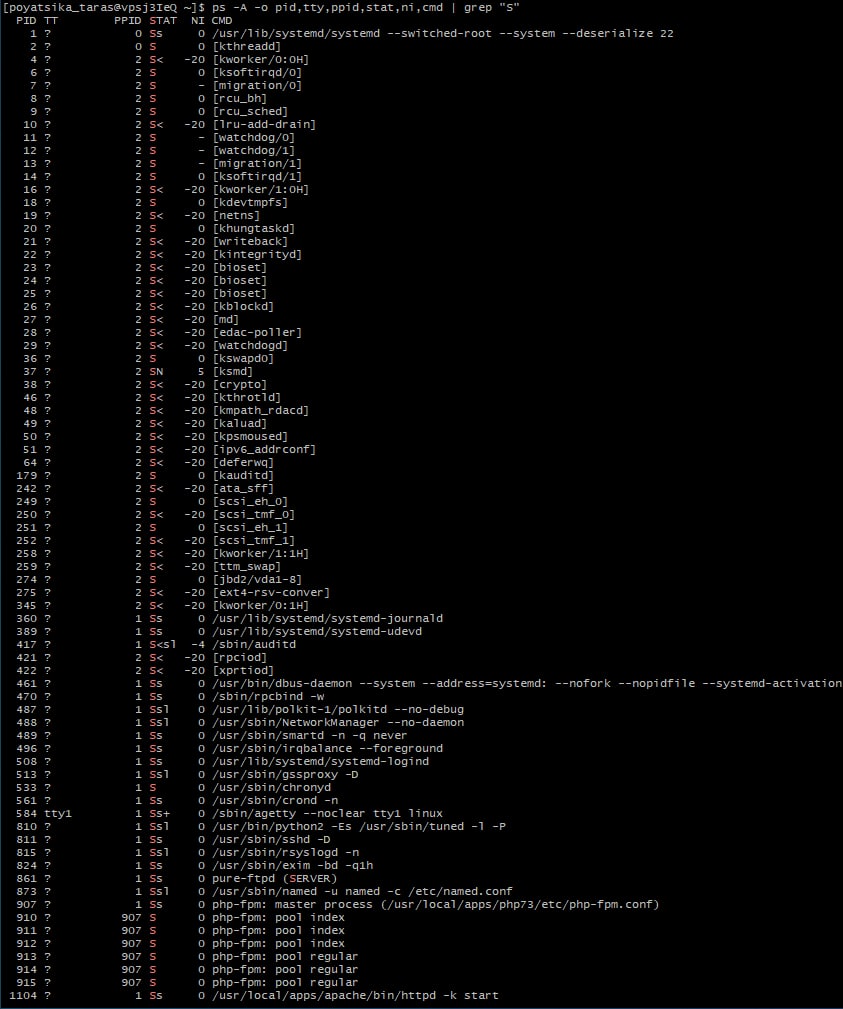 [poyatsika_taras@vpsj3IeQ ~]$ ps -A -o pid,tty,ppid,stat,ni,cmd | grep "S"
PID TT PPID STAT NI CMD
1 ? 0 Ss 0 /usr/lib/systemd/systemd --switched-root --system --deserialize 22
2 ? 0 S 0 [kthreadd]
4 ? 2 S< -20 [kworker/0:0H]
6 ? 2 S 0 [ksoftirqd/0]
7 ? 2 S - [migration/0]
8 ? 2 S 0 [rcu_bh]
9 ? 2 S 0 [rcu_sched]
10 ? 2 S< -20 [lru-add-drain]
11 ? 2 S - [watchdog/0]
12 ? 2 S - [watchdog/1]
13 ? 2 S - [migration/1]
14 ? 2 S 0 [ksoftirqd/1]
16 ? 2 S< -20 [kworker/1:0H]
18 ? 2 S 0 [kdevtmpfs]
19 ? 2 S< -20 [netns]
20 ? 2 S 0 [khungtaskd]
21 ? 2 S< -20 [writeback]
22 ? 2 S< -20 [kintegrityd]
23 ? 2 S< -20 [bioset]
24 ? 2 S< -20 [bioset]
25 ? 2 S< -20 [bioset]
26 ? 2 S< -20 [kblockd]
27 ? 2 S< -20 [md]
28 ? 2 S< -20 [edac-poller]
29 ? 2 S< -20 [watchdogd]
36 ? 2 S 0 [kswapd0]
37 ? 2 SN 5 [ksmd]
38 ? 2 S< -20 [crypto]
46 ? 2 S< -20 [kthrotld]
48 ? 2 S< -20 [kmpath_rdacd]
49 ? 2 S< -20 [kaluad]
50 ? 2 S< -20 [kpsmoused]
51 ? 2 S< -20 [ipv6_addrconf]
64 ? 2 S< -20 [deferwq]
179 ? 2 S 0 [kauditd]
242 ? 2 S< -20 [ata_sff]
249 ? 2 S 0 [scsi_eh_0]
250 ? 2 S< -20 [scsi_tmf_0]
251 ? 2 S 0 [scsi_eh_1]
252 ? 2 S< -20 [scsi_tmf_1]
258 ? 2 S< -20 [kworker/1:1H]
259 ? 2 S< -20 [ttm_swap]
274 ? 2 S 0 [jbd2/vda1-8]
275 ? 2 S< -20 [ext4-rsv-conver]
345 ? 2 S< -20 [kworker/0:1H]
360 ? 1 Ss 0 /usr/lib/systemd/systemd-journald
389 ? 1 Ss 0 /usr/lib/systemd/systemd-udevd
417 ? 1 S<sl -4 /sbin/auditd
421 ? 2 S< -20 [rpciod]
422 ? 2 S< -20 [xprtiod]
461 ? 1 Ss 0 /usr/bin/dbus-daemon --system --address=systemd: --nofork --nopidfile --systemd-activation
470 ? 1 Ss 0 /sbin/rpcbind -w
487 ? 1 Ssl 0 /usr/lib/polkit-1/polkitd --no-debug
488 ? 1 Ssl 0 /usr/sbin/NetworkManager --no-daemon
489 ? 1 Ss 0 /usr/sbin/smartd -n -q never
496 ? 1 Ss 0 /usr/sbin/irqbalance --foreground
508 ? 1 Ss 0 /usr/lib/systemd/systemd-logind
513 ? 1 Ssl 0 /usr/sbin/gssproxy -D
533 ? 1 S 0 /usr/sbin/chronyd
561 ? 1 Ss 0 /usr/sbin/crond -n
584 tty1 1 Ss+ 0 /sbin/agetty --noclear tty1 linux
810 ? 1 Ssl 0 /usr/bin/python2 -Es /usr/sbin/tuned -l -P
811 ? 1 Ss 0 /usr/sbin/sshd -D
815 ? 1 Ssl 0 /usr/sbin/rsyslogd -n
824 ? 1 Ss 0 /usr/sbin/exim -bd -q1h
861 ? 1 Ss 0 pure-ftpd (SERVER)
873 ? 1 Ssl 0 /usr/sbin/named -u named -c /etc/named.conf
907 ? 1 Ss 0 php-fpm: master process (/usr/local/apps/php73/etc/php-fpm.conf)
910 ? 907 S 0 php-fpm: pool index
911 ? 907 S 0 php-fpm: pool index
912 ? 907 S 0 php-fpm: pool index
913 ? 907 S 0 php-fpm: pool regular
914 ? 907 S 0 php-fpm: pool regular
915 ? 907 S 0 php-fpm: pool regular
1104 ? 1 Ss 0 /usr/local/apps/apache/bin/httpd -k start